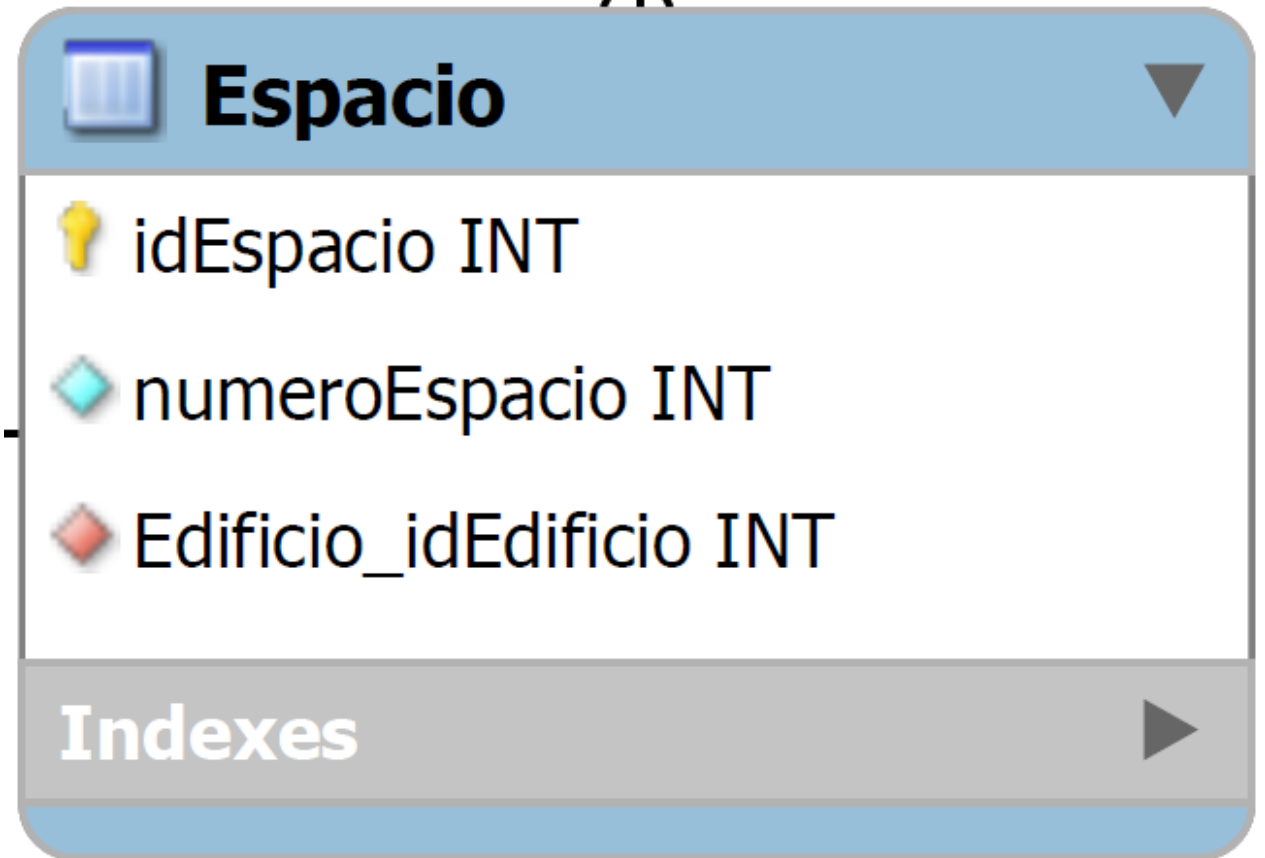 Espacio
idEspacio INT
numeroEspacio INT
Edificio_idEdificio INT
Indexes